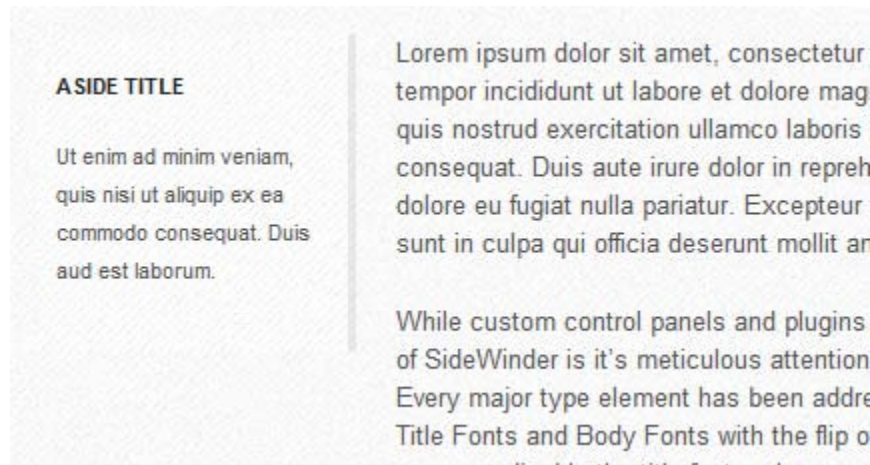 ASIDE TITLE
Ut enim ad minim veniam,
quis nisi ut aliquip ex ea
commodo consequat. Duis
aud est laborum.
Lorem ipsum dolor sit amet, consectetur
tempor incididunt ut labore et dolore
quis nostrud exercitation ullamco laboris
consequat. Duis aute irure dolor in
dolore eu fugiat nulla pariatur. Excepteur
sunt in culpa qui officia deserunt mollit
While custom control panels and plugins
of SideWinder is it's meticulous attention
Every major type element has been
Title Fonts and Body Fonts with the flip